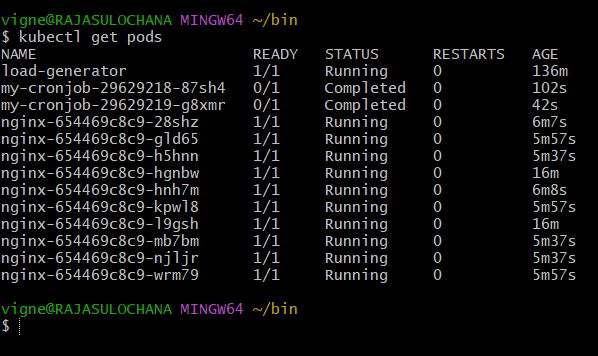 vigne@RAJASULOCHANA MINGW64 ~/bin
$ kubectl get pods
NAME READY STATUS RESTARTS AGE
load-generator 1/1 Running 0 136m
my-cronjob-29629218-87sh4 0/1 Completed 0 102s
my-cronjob-29629219-g8xmr 0/1 Completed 0 42s
nginx-654469c8c9-28shz 1/1 Running 0 6m7s
nginx-654469c8c9-gld65 1/1 Running 0 5m57s
nginx-654469c8c9-h5hnn 1/1 Running 0 5m37s
nginx-654469c8c9-hgnbw 1/1 Running 0 16m
nginx-654469c8c9-hnh7m 1/1 Running 0 6m8s
nginx-654469c8c9-kpwl8 1/1 Running 0 5m57s
nginx-654469c8c9-l9gsh 1/1 Running 0 16m
nginx-654469c8c9-mb7bm 1/1 Running 0 5m37s
nginx-654469c8c9-njljr 1/1 Running 0 5m37s
nginx-654469c8c9-wrm79 1/1 Running 0 5m57s
vigne@RAJASULOCHANA MINGW64 ~/bin
$